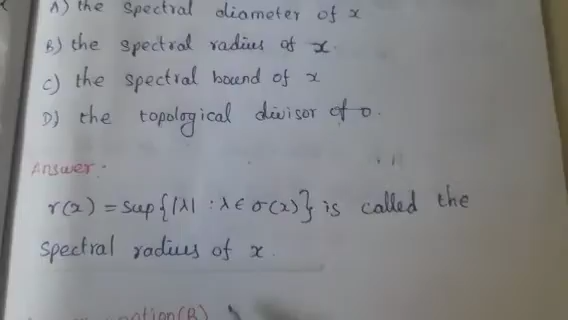 A) the spectral diameter of x
B) the spectral radius of x.
C) the spectral bound of x
D) the topological divisor of 0.
Answer.
r(x) = sup{|λ| : λ ∈ σ(x)} is called the
spectral radius of x